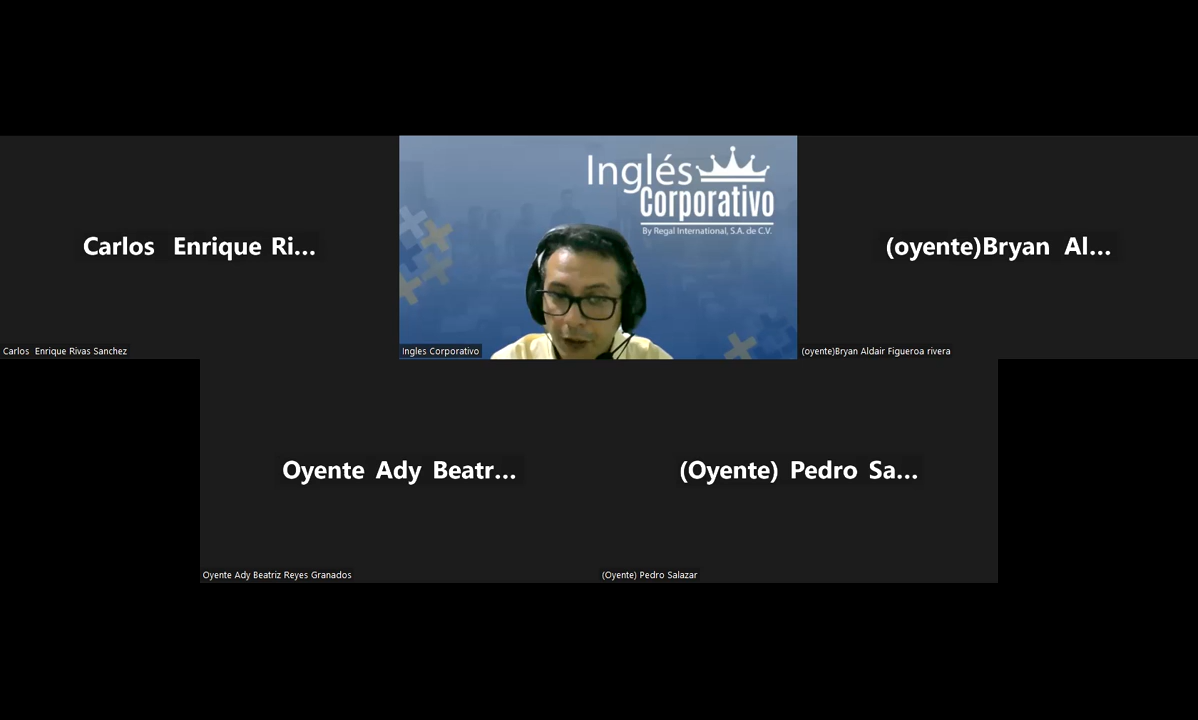 Inglés
Corporativo
By Regal International, S.A. de C.V.
Carlos Enrique Ri...
(oyente)Bryan Al...
Carlos Enrique Rivas Sanchez
Ingles Corporativo
(oyente)Bryan Aldair Figueroa rivera
Oyente Ady Beatr...
(Oyente) Pedro Sa...
Oyente Ady Beatriz Reyes Granados
(Oyente) Pedro Salazar